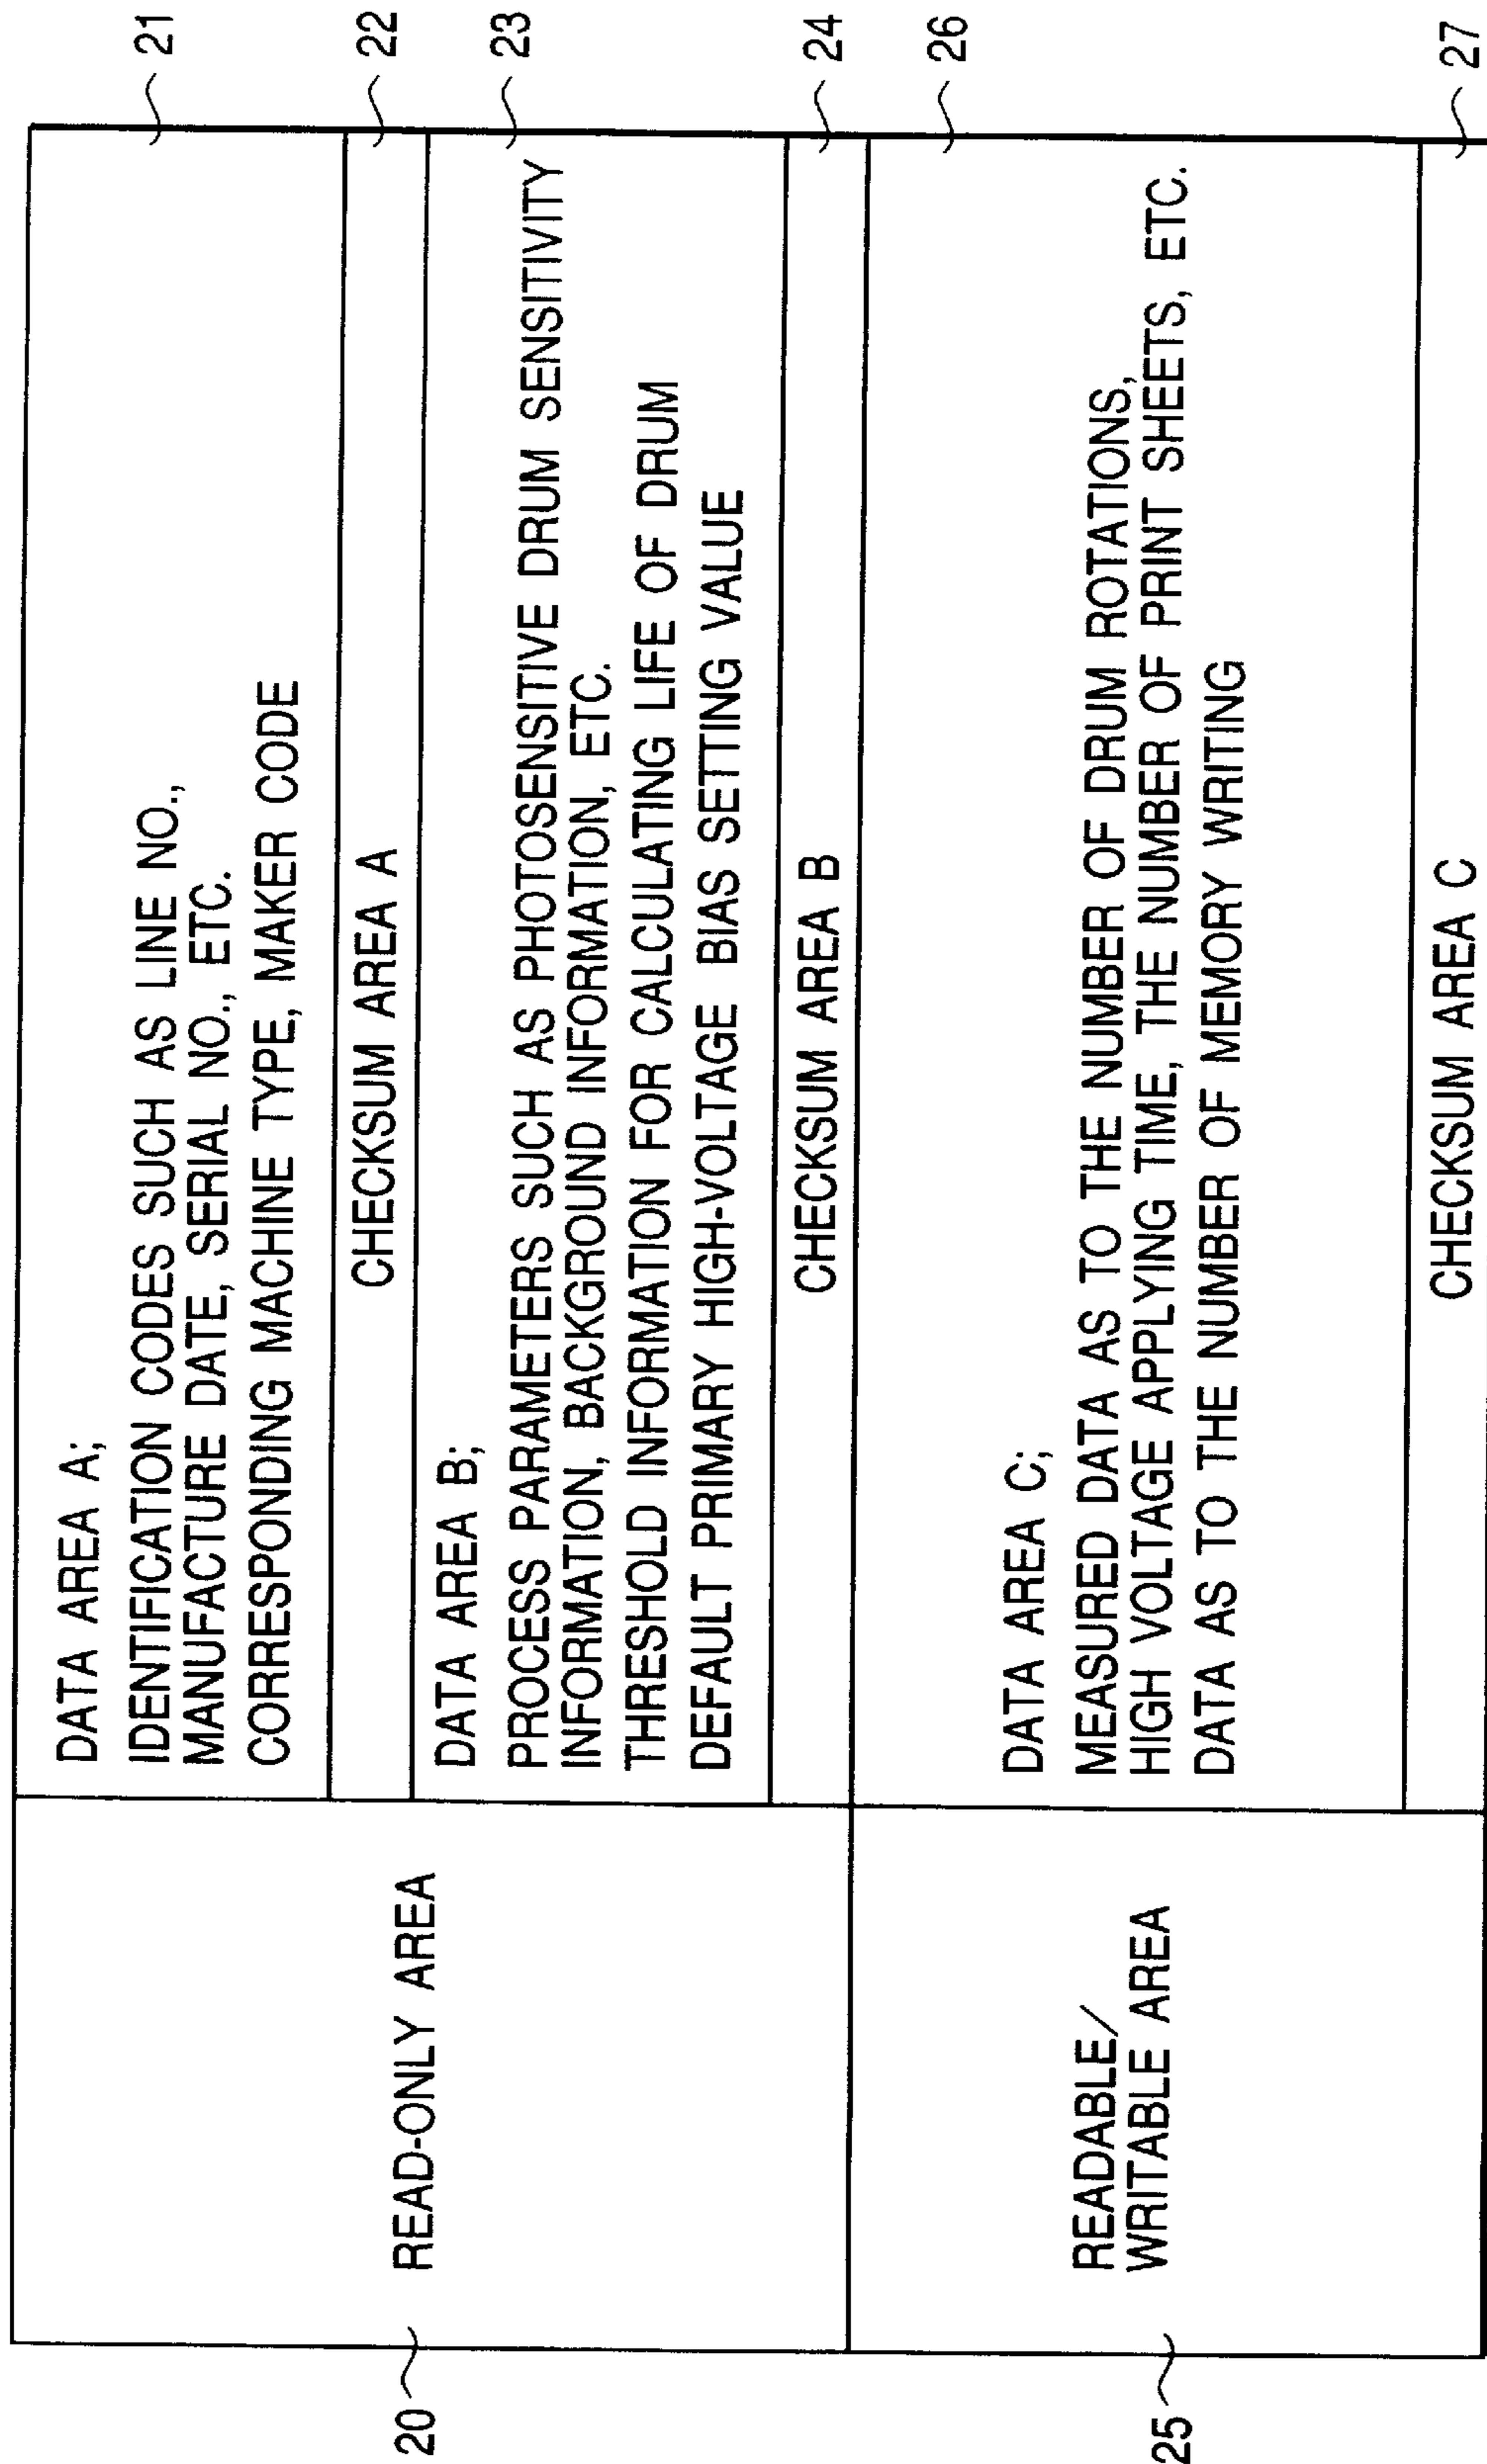 20
READ-ONLY AREA
DATA AREA A;
IDENTIFICATION CODES SUCH AS LINE NO.,
MANUFACTURE DATE, SERIAL NO., ETC.
CORRESPONDING MACHINE TYPE, MAKER CODE
21
CHECKSUM AREA A
22
DATA AREA B;
PROCESS PARAMETERS SUCH AS PHOTOSENSITIVE DRUM SENSITIVITY
INFORMATION, BACKGROUND INFORMATION, ETC.
THRESHOLD INFORMATION FOR CALCULATING LIFE OF DRUM
DEFAULT PRIMARY HIGH-VOLTAGE BIAS SETTING VALUE
23
CHECKSUM AREA B
24
25
READABLE/
WRITABLE AREA
DATA AREA C;
MEASURED DATA AS TO THE NUMBER OF DRUM ROTATIONS,
HIGH VOLTAGE APPLYING TIME, THE NUMBER OF PRINT SHEETS, ETC.
DATA AS TO THE NUMBER OF MEMORY WRITING
26
CHECKSUM AREA C
27